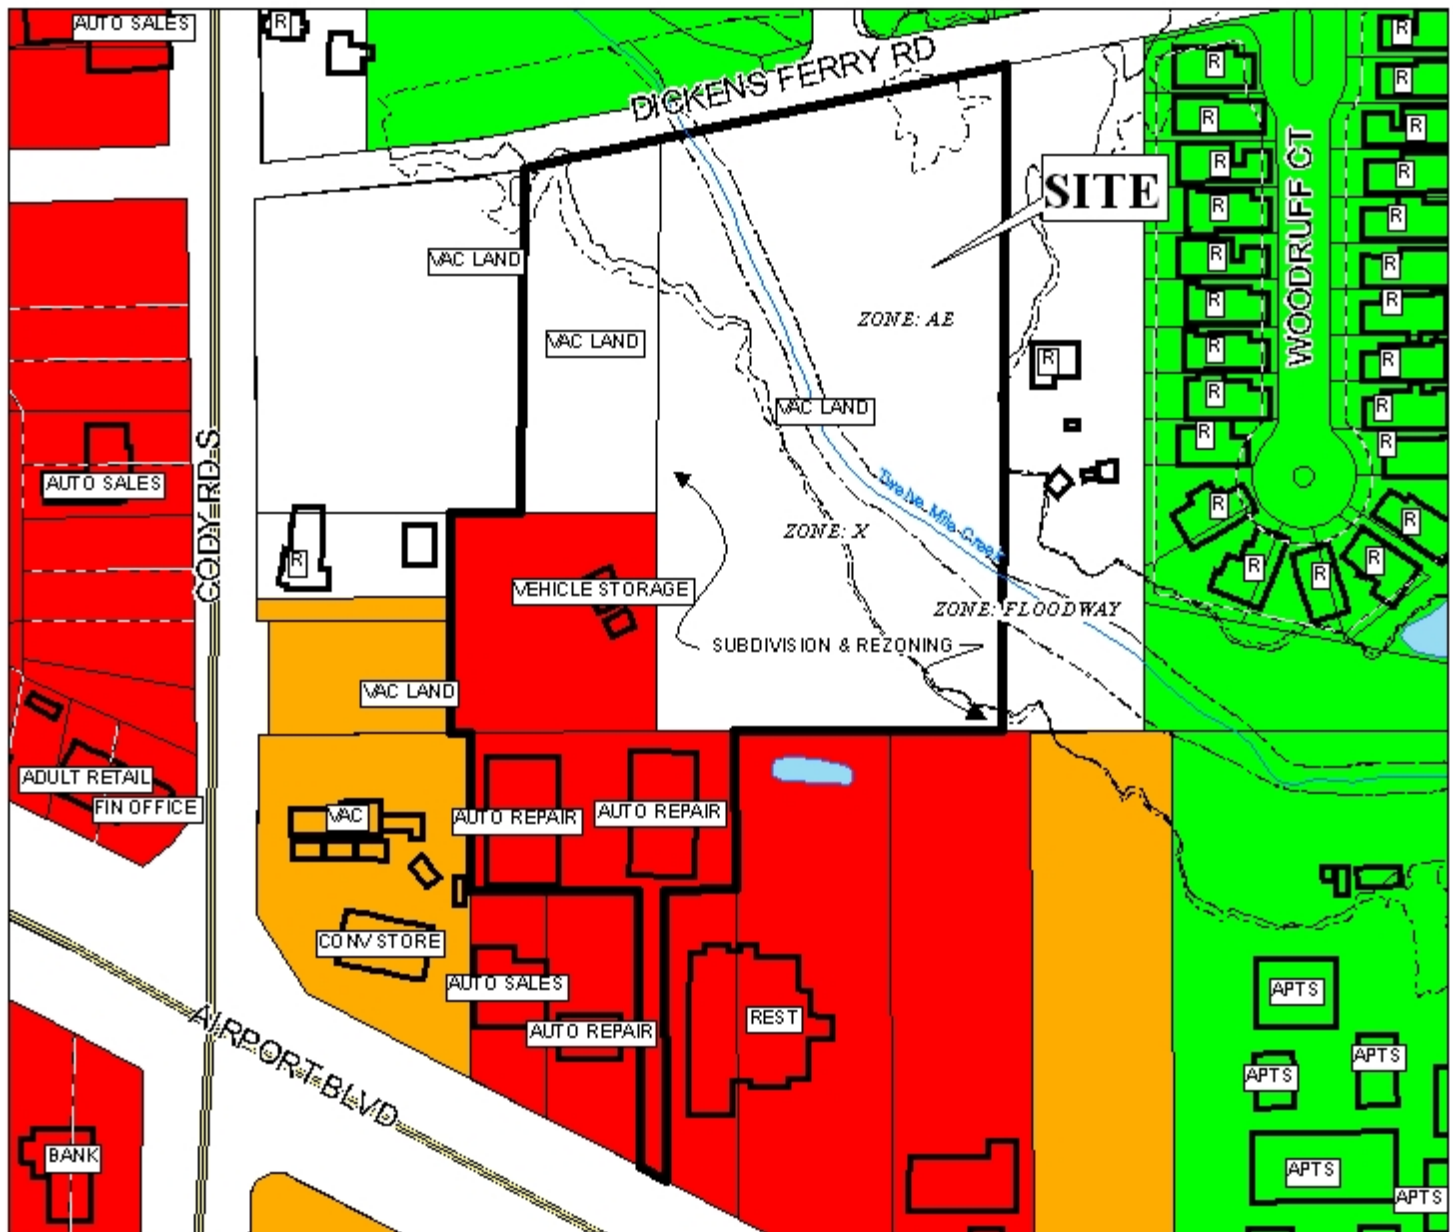 AUTO SALES
R
R
DICKENS FERRY RD
R
R
R
R
R
R
SITE
R
R
WOODRUFF CT
R
R
VAC LAND
R
R
R
R
ZONE: AE
VAC LAND
R
R
R
R
R
VAC LAND
R
R
R
CODY RD S
AUTO SALES
Twelve Mile Creek
R
R
ZONE: X
R
R
R
R
VEHICLE STORAGE
ZONE: FLOODWAY
SUBDIVISION & REZONING
VAC LAND
ADULT RETAIL
FIN OFFICE
VAC
AUTO REPAIR
AUTO REPAIR
CONV STORE
AUTO SALES
APTS
AIRPORT BLVD
AUTO REPAIR
REST
APTS
APTS
BANK
APTS
APTS